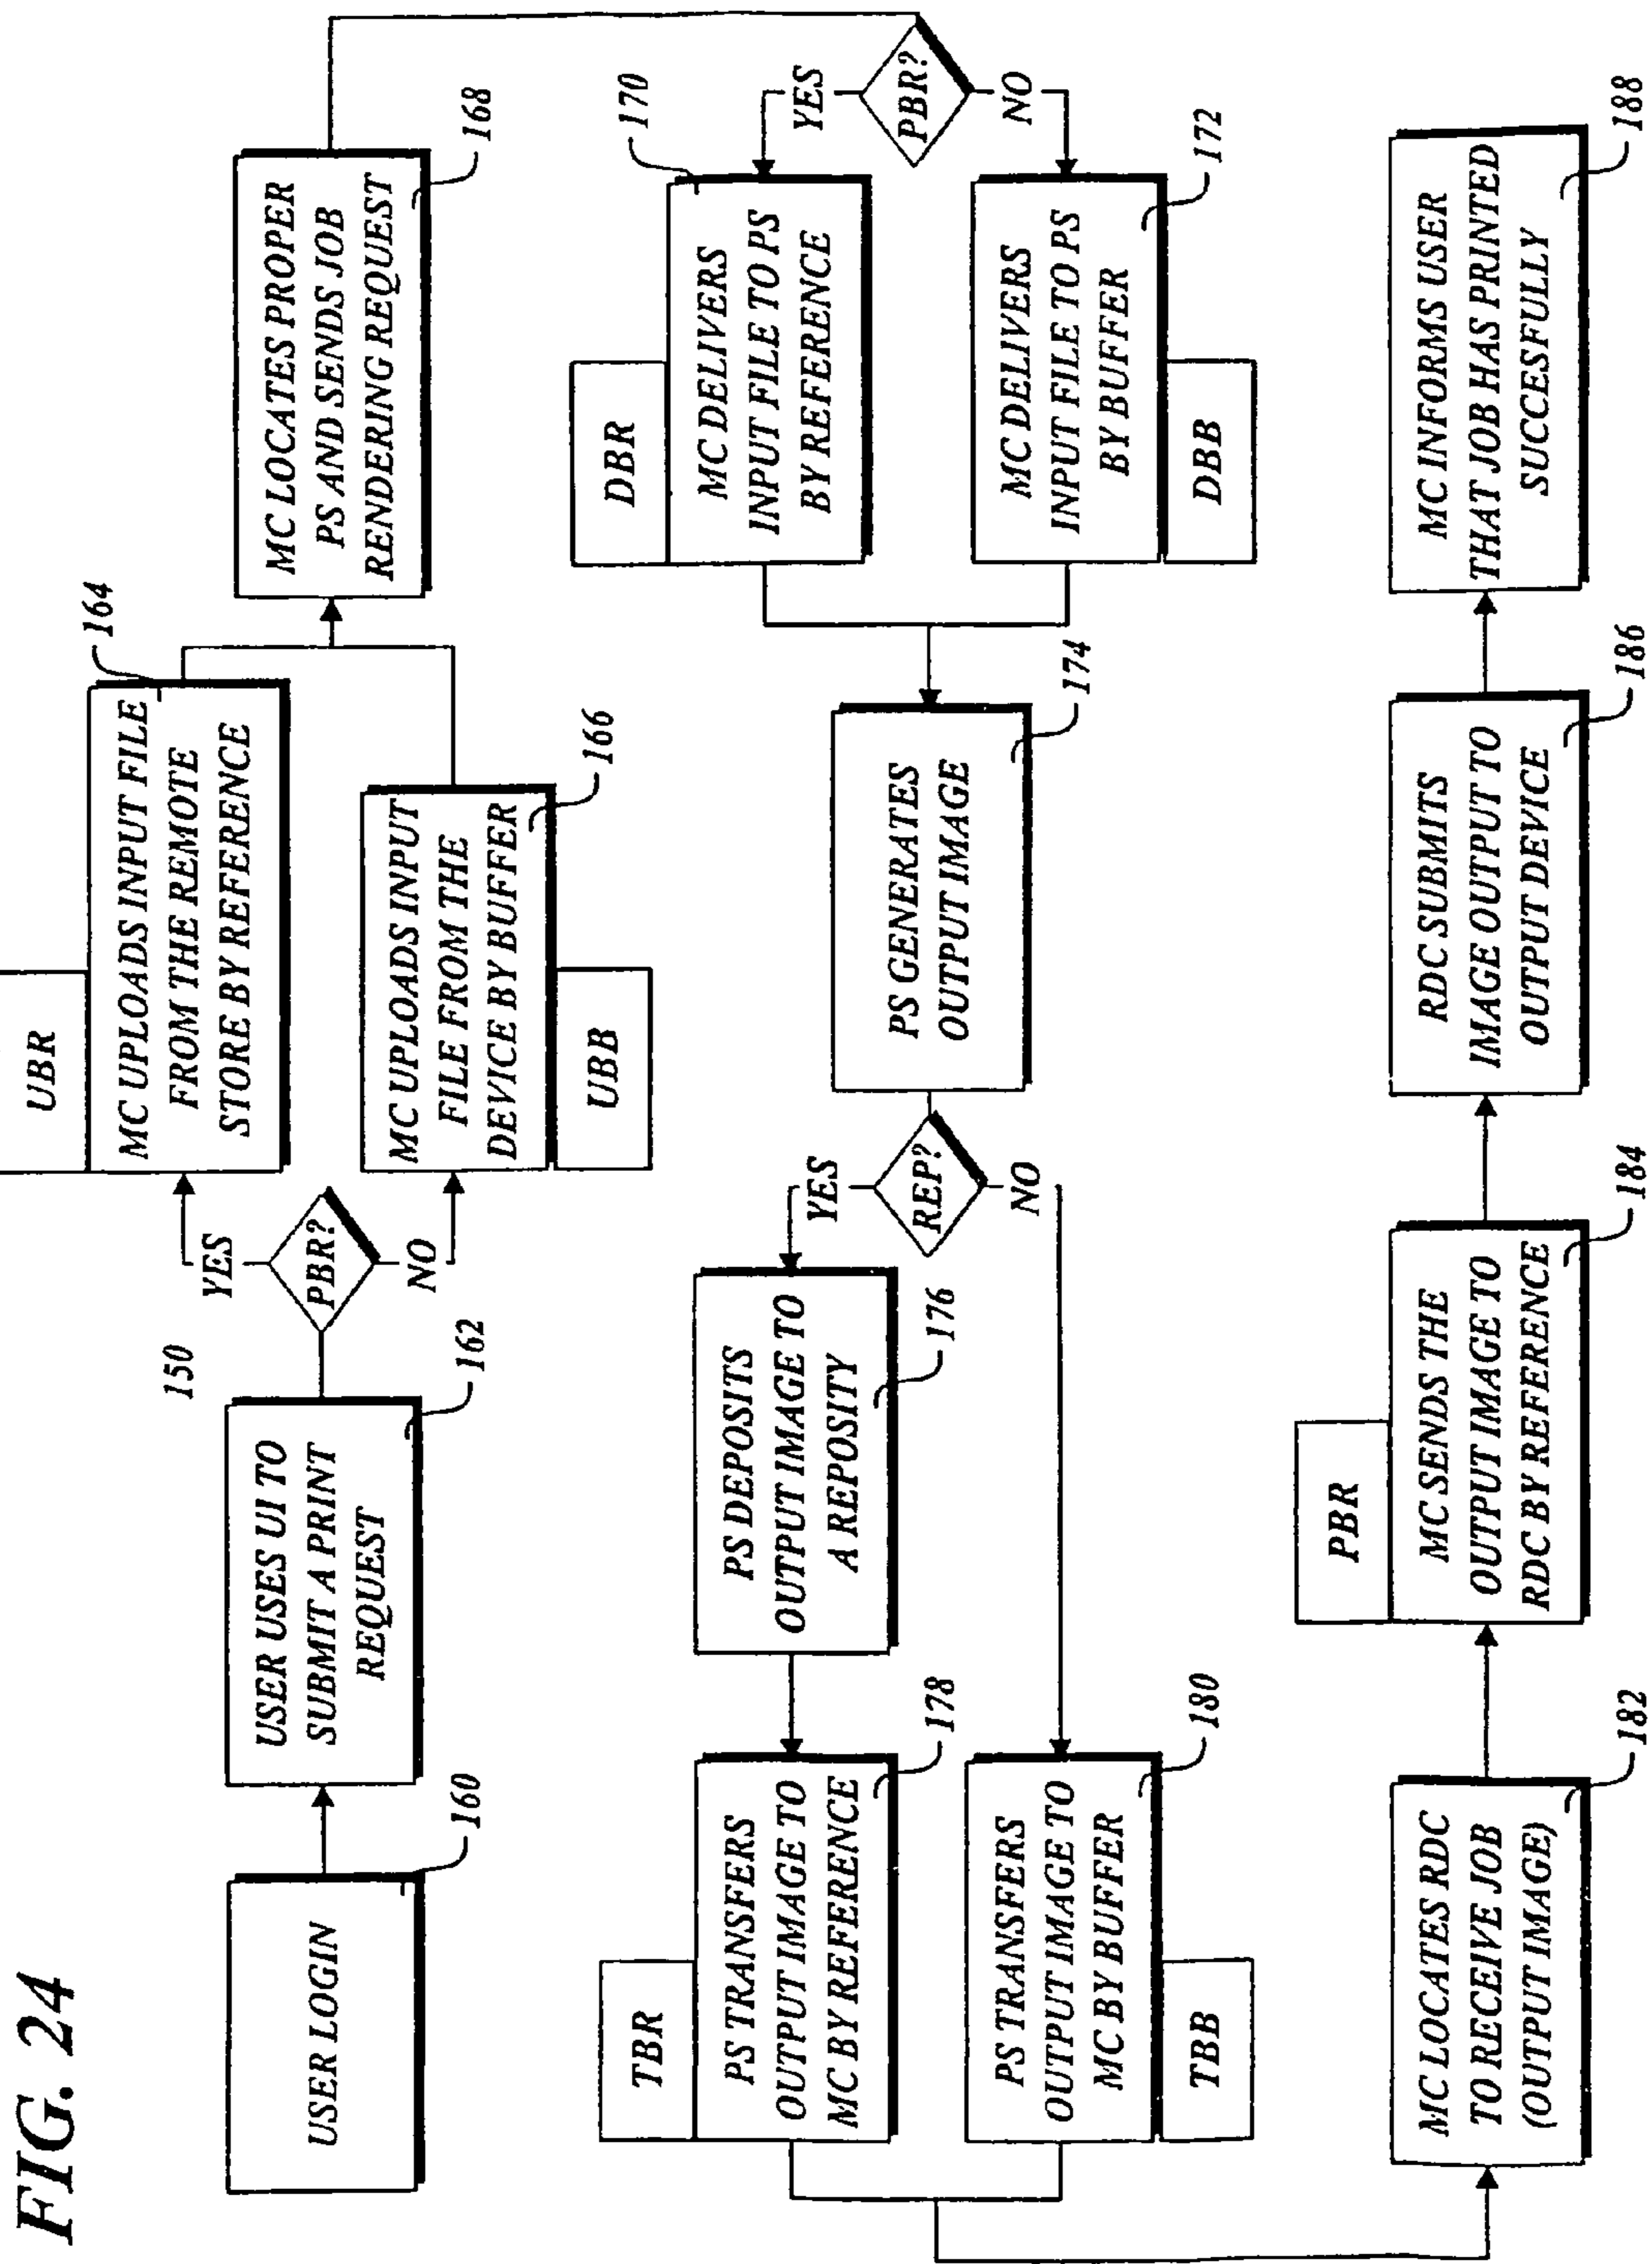 FIG. 24
USER LOGIN
160
USER USES UI TO
SUBMIT A PRINT
REQUEST
162
150
PBR?
YES
NO
UBR
MC UPLOADS INPUT FILE
FROM THE REMOTE
STORE BY REFERENCE
164
MC UPLOADS INPUT
FILE FROM THE
DEVICE BY BUFFER
166
UBB
MC LOCATES PROPER
PS AND SENDS JOB
RENDERING REQUEST
168
PBR?
YES
NO
DBR
MC DELIVERS
INPUT FILE TO PS
BY REFERENCE
170
MC DELIVERS
INPUT FILE TO PS
BY BUFFER
172
DBB
PS GENERATES
OUTPUT IMAGE
174
REP?
YES
NO
PS DEPOSITS
OUTPUT IMAGE TO
A REPOSITY
176
TBR
PS TRANSFERS
OUTPUT IMAGE TO
MC BY REFERENCE
178
PS TRANSFERS
OUTPUT IMAGE TO
MC BY BUFFER
180
TBB
MC LOCATES RDC
TO RECEIVE JOB
(OUTPUT IMAGE)
182
PBR
MC SENDS THE
OUTPUT IMAGE TO
RDC BY REFERENCE
184
RDC SUBMITS
IMAGE OUTPUT TO
OUTPUT DEVICE
186
MC INFORMS USER
THAT JOB HAS PRINTED
SUCCESFULLY
188